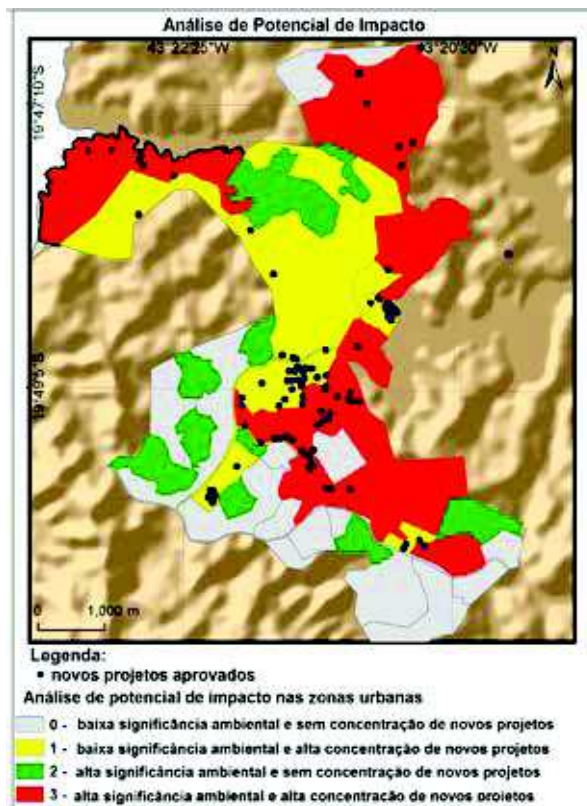 Análise de Potencial de Impacto
43°22'25"W
43°20'30"W
N
19°47'10"S
19°49'5"S
0 1,000 m
Legenda:
• novos projetos aprovados
Análise de potencial de impacto nas zonas urbanas
0 - baixa significância ambiental e sem concentração de novos projetos
1 - baixa significância ambiental e alta concentração de novos projetos
2 - alta significância ambiental e sem concentração de novos projetos
3 - alta significância ambiental e alta concentração de novos projetos